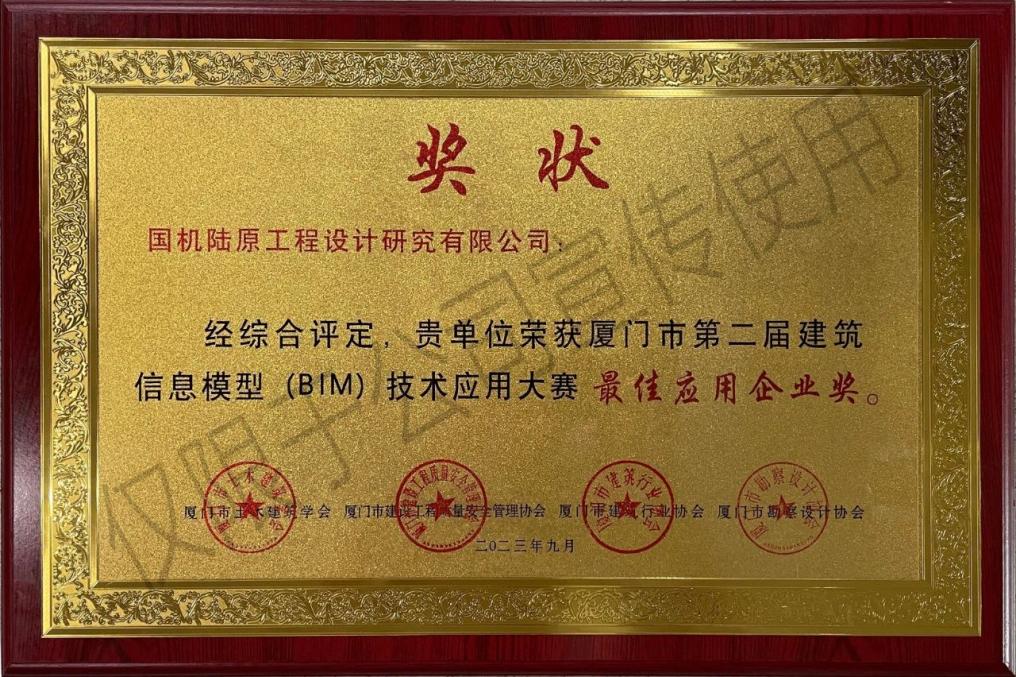 奖状
国机陆原工程设计研究有限公司：
经综合评定，贵单位荣获厦门市第二届建筑
信息模型（BIM）技术应用大赛 最佳应用企业奖。
厦门市土木建筑学会 厦门市建设工程质量安全管理协会 厦门市建筑行业协会 厦门市勘察设计协会
二〇二三年九月
仅用于公司宣传使用